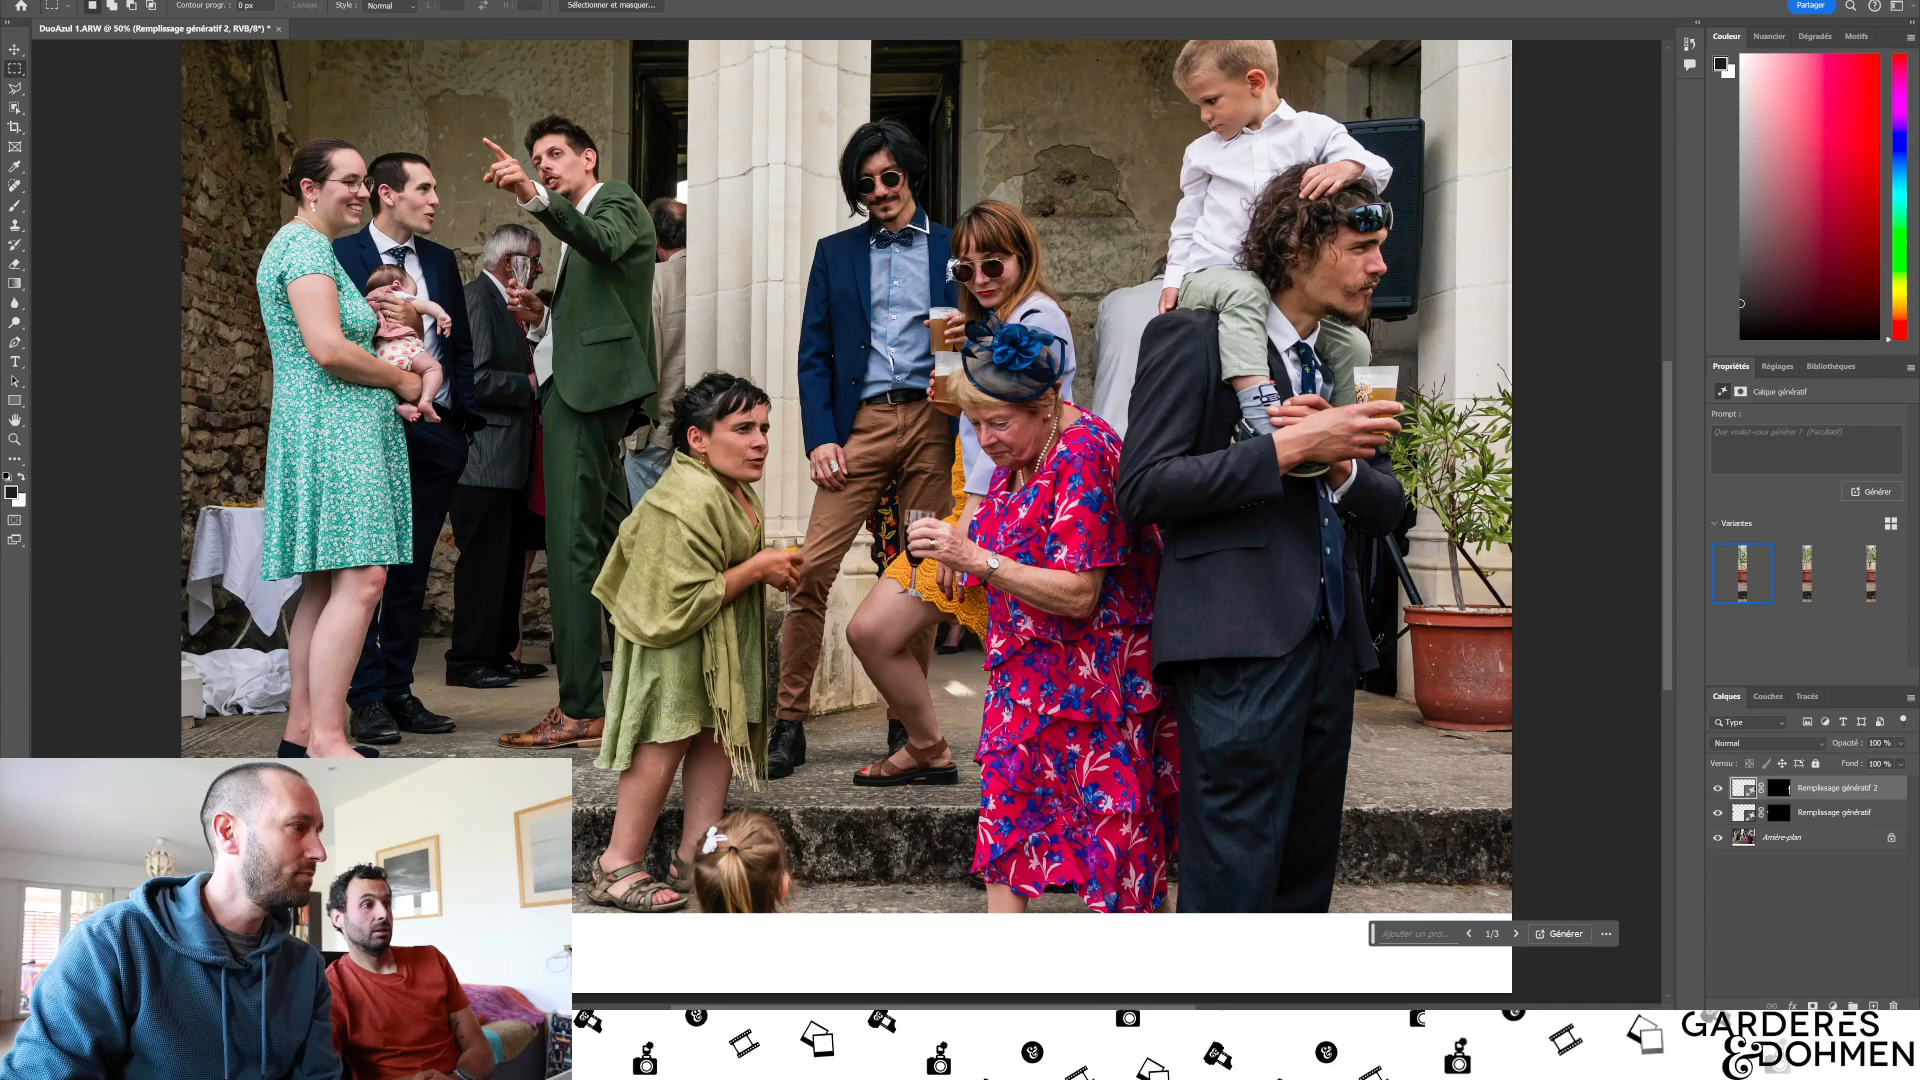 Contour progr. : 0 px
Lissage
Style : Normal
L :
H :
Sélectionner et masquer...
Partager
DuoAzul 1.ARW @ 50% (Remplissage génératif 2, RVB/8*) *
Couleur
Nuancier
Dégradés
Motifs
Propriétés
Réglages
Bibliothèques
Calque génératif
Prompt :
Que voulez-vous générer ? (Facultatif)
Générer
Variantes
Calques
Couches
Tracés
Type
Normal
Opacité : 100 %
Verrou :
Fond : 100 %
Remplissage génératif 2
Remplissage génératif
Arrière-plan
Ajouter un pro...
1/3
Générer
GARDERES
&DOHMEN